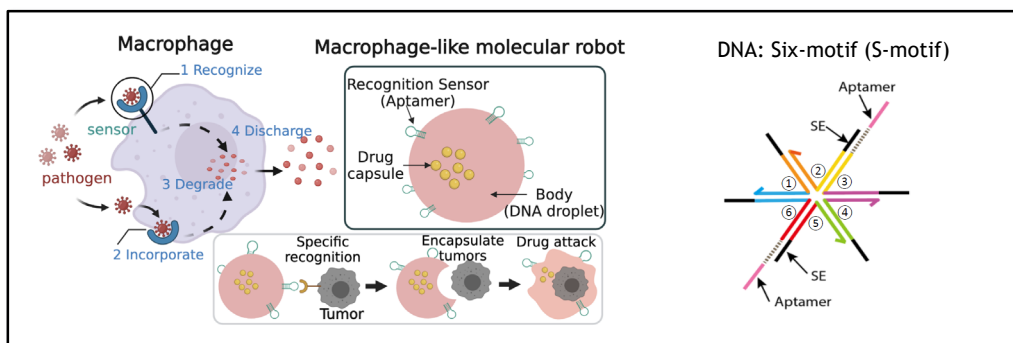 Macrophage
1 Recognize
sensor
pathogen
4 Discharge
3 Degrade
2 Incorporate
Macrophage-like molecular robot
Recognition Sensor
(Aptamer)
Drug
capsule
Body
(DNA droplet)
Specific
recognition
Tumor
Encapsulate
tumors
Drug attack
DNA: Six-motif (S-motif)
Aptamer
SE
②
①
③
⑥
④
⑤
SE
Aptamer